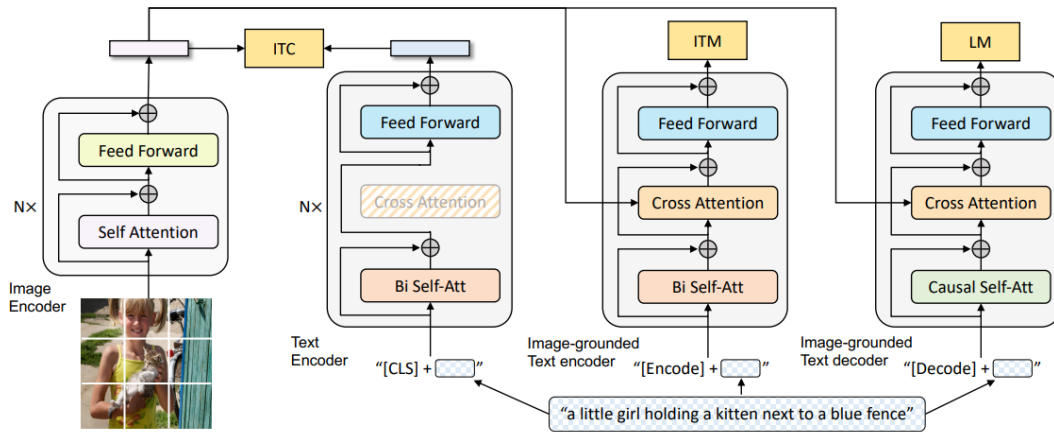 ITC
ITM
LM
N×
Feed Forward
Self Attention
Image
Encoder
N×
Feed Forward
Cross Attention
Bi Self-Att
Text
Encoder
"[CLS] + "
Feed Forward
Cross Attention
Bi Self-Att
Image-grounded
Text encoder
"[Encode] + "
Feed Forward
Cross Attention
Causal Self-Att
Image-grounded
Text decoder
"[Decode] + "
"a little girl holding a kitten next to a blue fence"